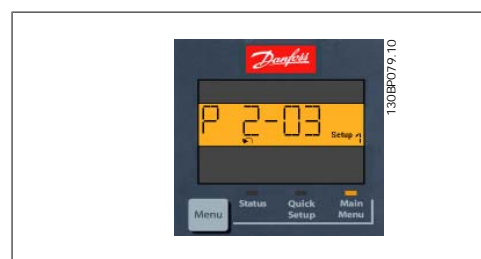 Danfoss
P 2-03
Setup 1
Status
Quick
Setup
Main
Menu
Menu
130BP079.10